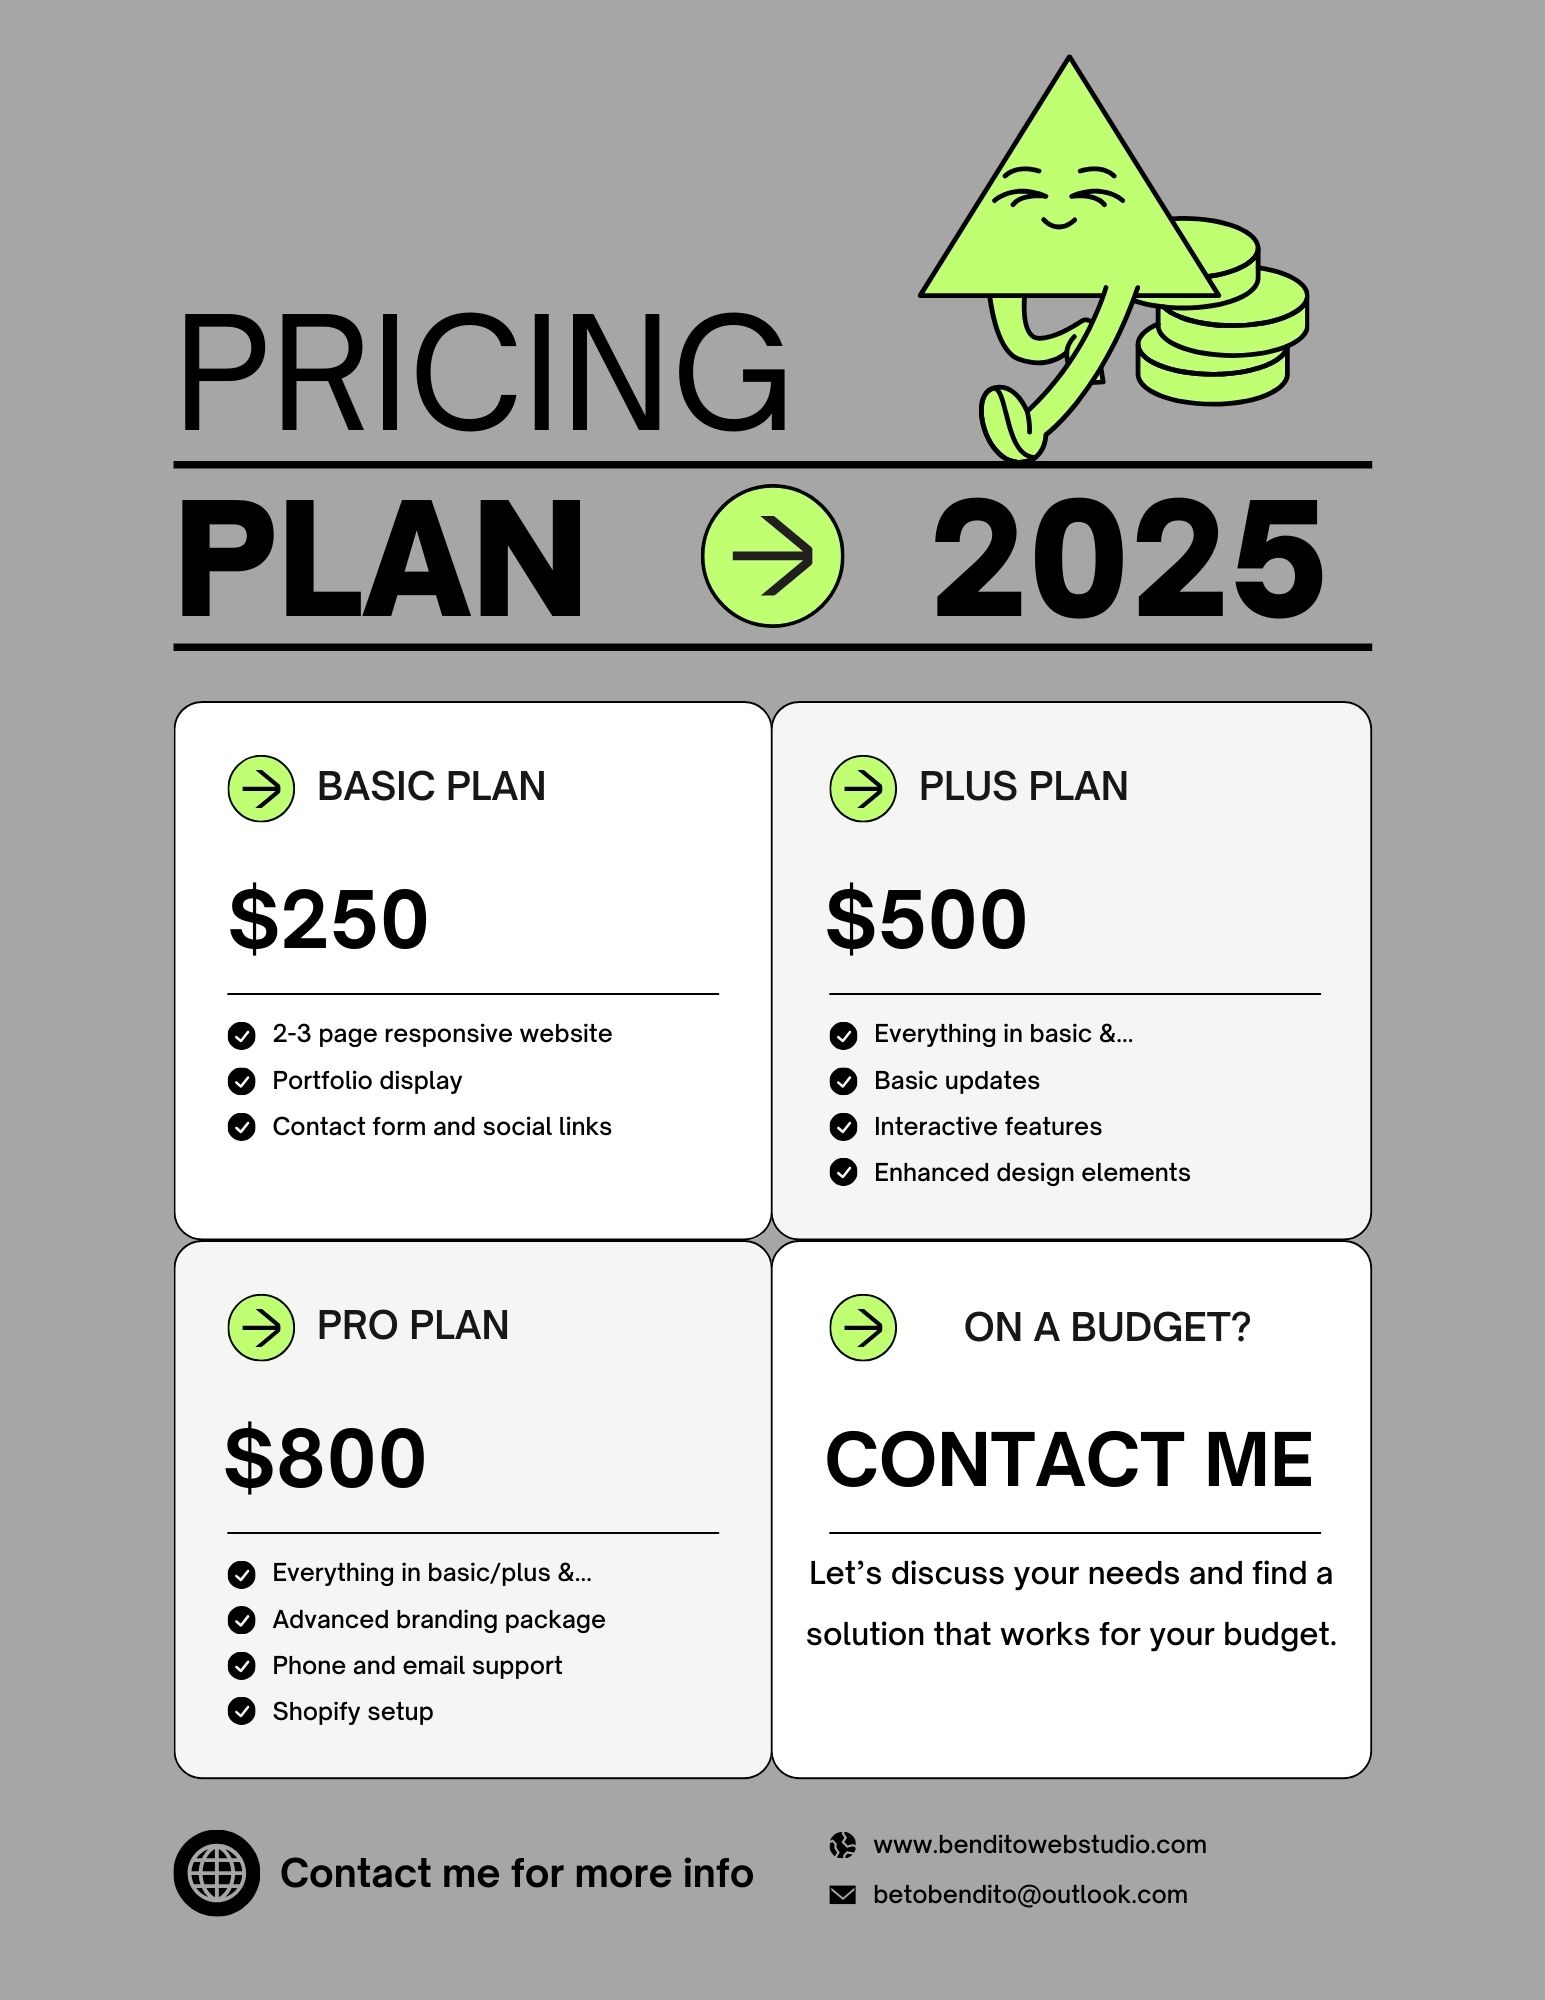 PRICING
PLAN 2025
BASIC PLAN
$250
2-3 page responsive website
Portfolio display
Contact form and social links
PLUS PLAN
$500
Everything in basic &...
Basic updates
Interactive features
Enhanced design elements
PRO PLAN
$800
Everything in basic/plus &...
Advanced branding package
Phone and email support
Shopify setup
ON A BUDGET?
CONTACT ME
Let’s discuss your needs and find a
solution that works for your budget.
Contact me for more info
www.benditowebstudio.com
betobendito@outlook.com